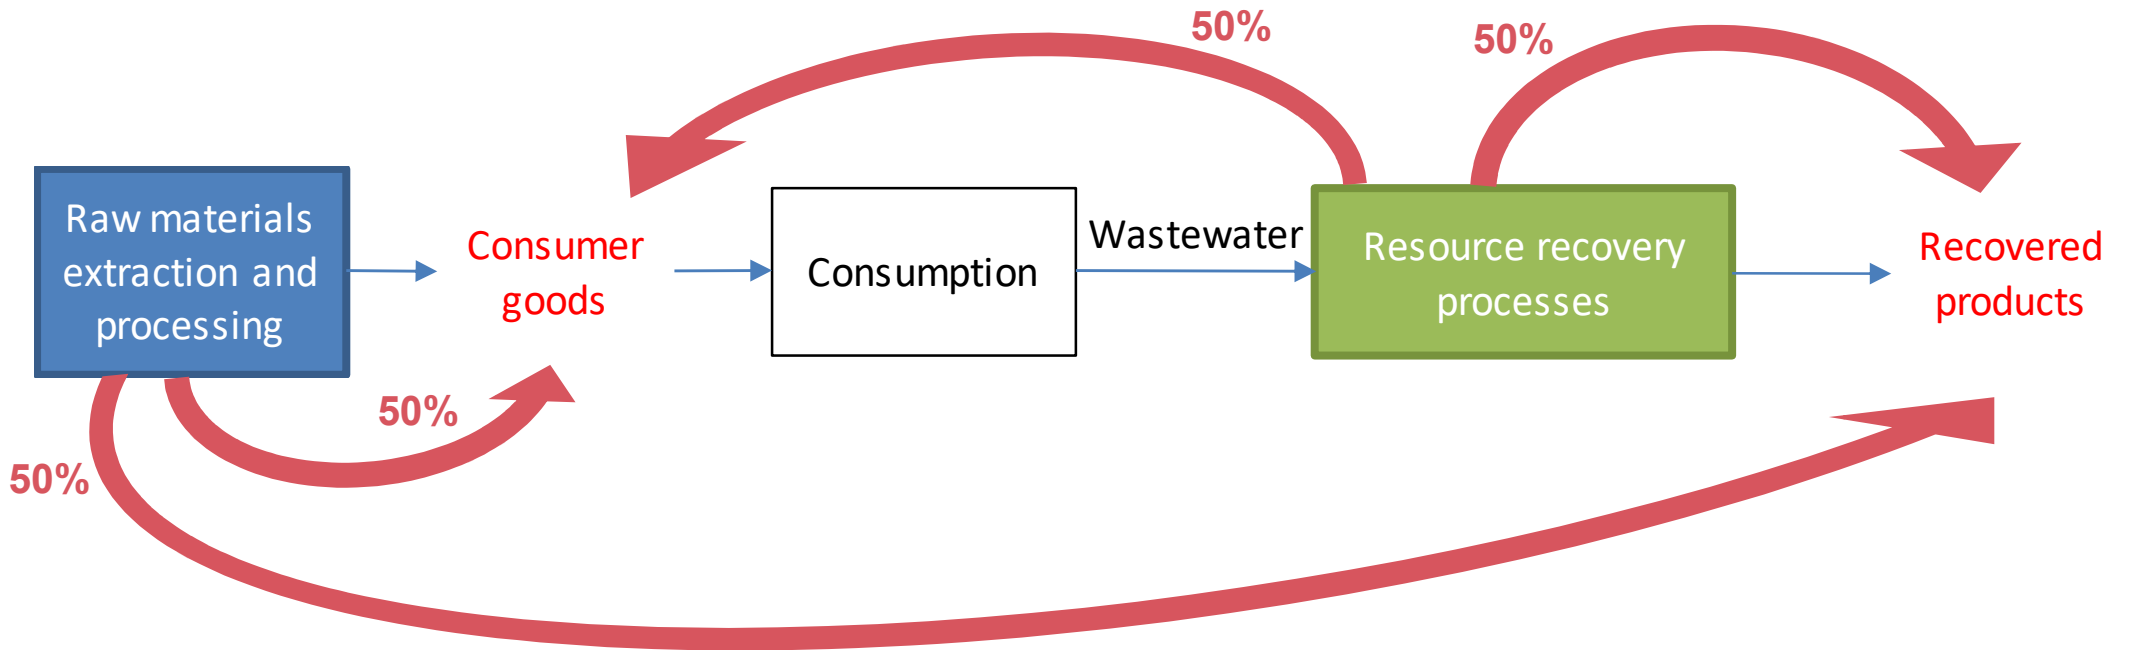 50%
50%
Raw materials
extraction and
processing
Consumer
goods
Consumption
Wastewater
Resource recovery
processes
Recovered
products
50%
50%